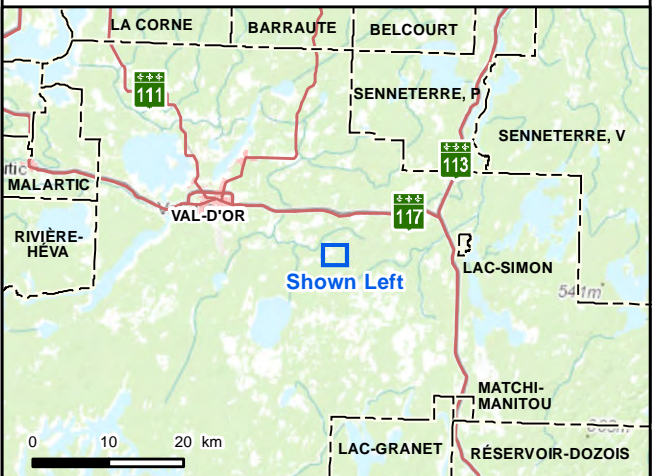 LA CORNE
BARRAUTE
BELCOURT
111
SENNETERRE, P
113
SENNETERRE, V
MALARTIC
VAL-D'OR
117
RIVIÈRE-
HÉVA
Shown Left
LAC-SIMON
541m
MATCHI-
MANITOU
0 10 20 km
LAC-GRANET
RÉSERVOIR-DOZOIS